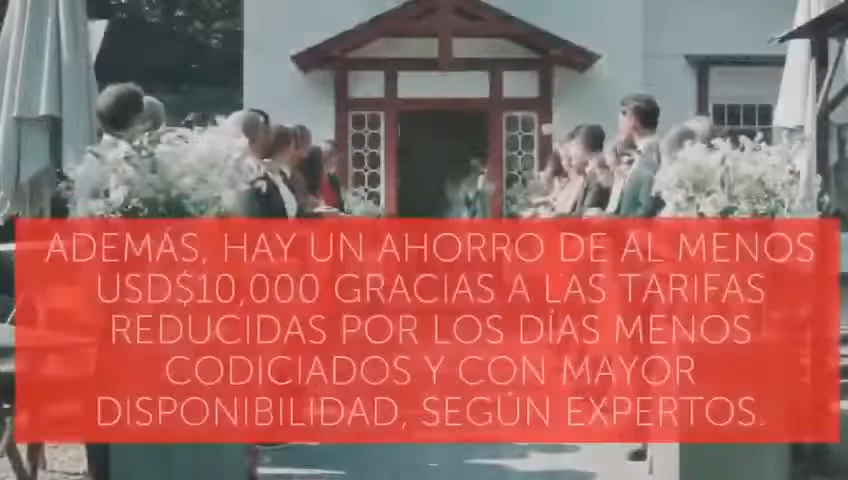 ADEMÁS, HAY UN AHORRO DE AL MENOS
USD$10,000 GRACIAS A LAS TARIFAS
REDUCIDAS POR LOS DÍAS MENOS
CODICIADOS Y CON MAYOR
DISPONIBILIDAD, SEGÚN EXPERTOS.